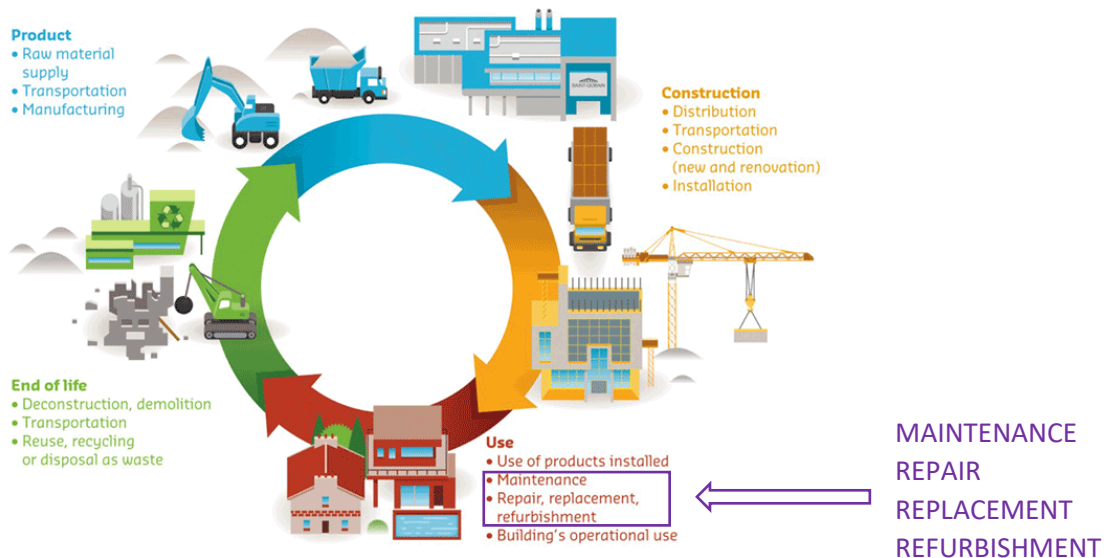 Product
• Raw material
supply
• Transportation
• Manufacturing
SAINT-GOBAIN
Construction
• Distribution
• Transportation
• Construction
(new and renovation)
• Installation
End of life
• Deconstruction, demolition
• Transportation
• Reuse, recycling
or disposal as waste
Use
• Use of products installed
• Maintenance
• Repair, replacement,
refurbishment
• Building's operational use
MAINTENANCE
REPAIR
REPLACEMENT
REFURBISHMENT